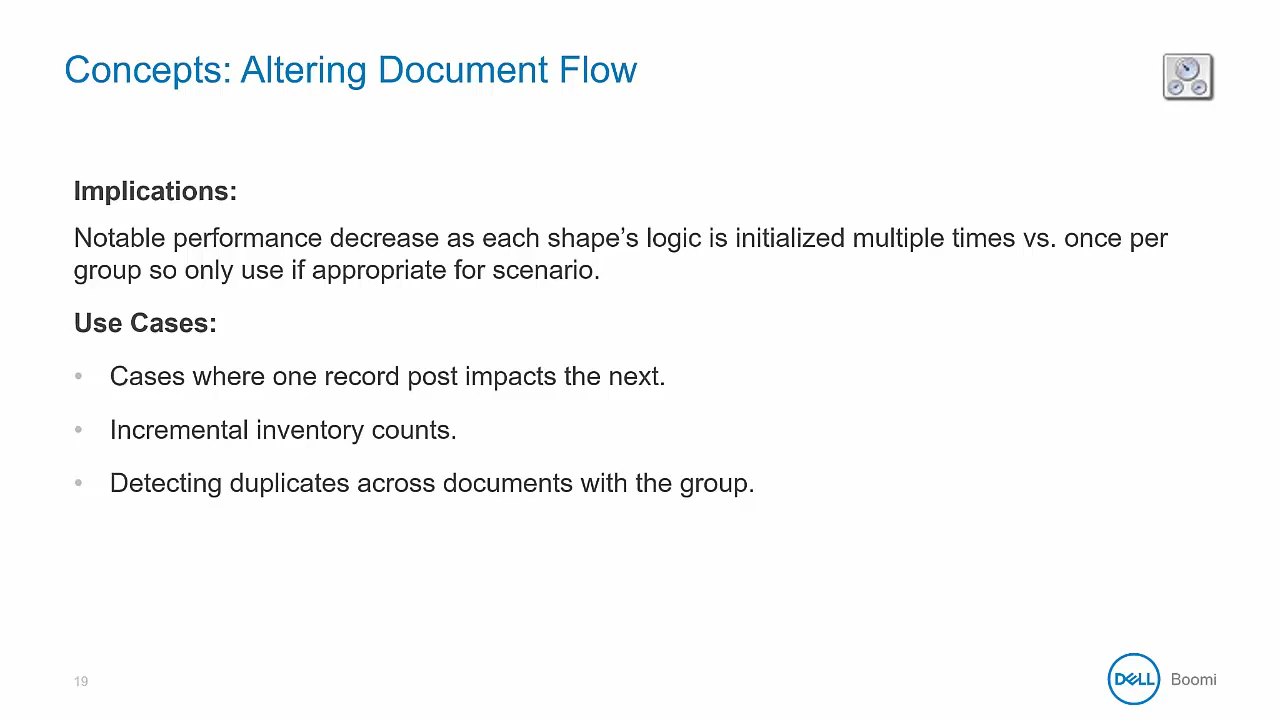 Concepts: Altering Document Flow
Implications:
Notable performance decrease as each shape’s logic is initialized multiple times vs. once per
group so only use if appropriate for scenario.
Use Cases:
• Cases where one record post impacts the next.
• Incremental inventory counts.
• Detecting duplicates across documents with the group.
19
DELL Boomi